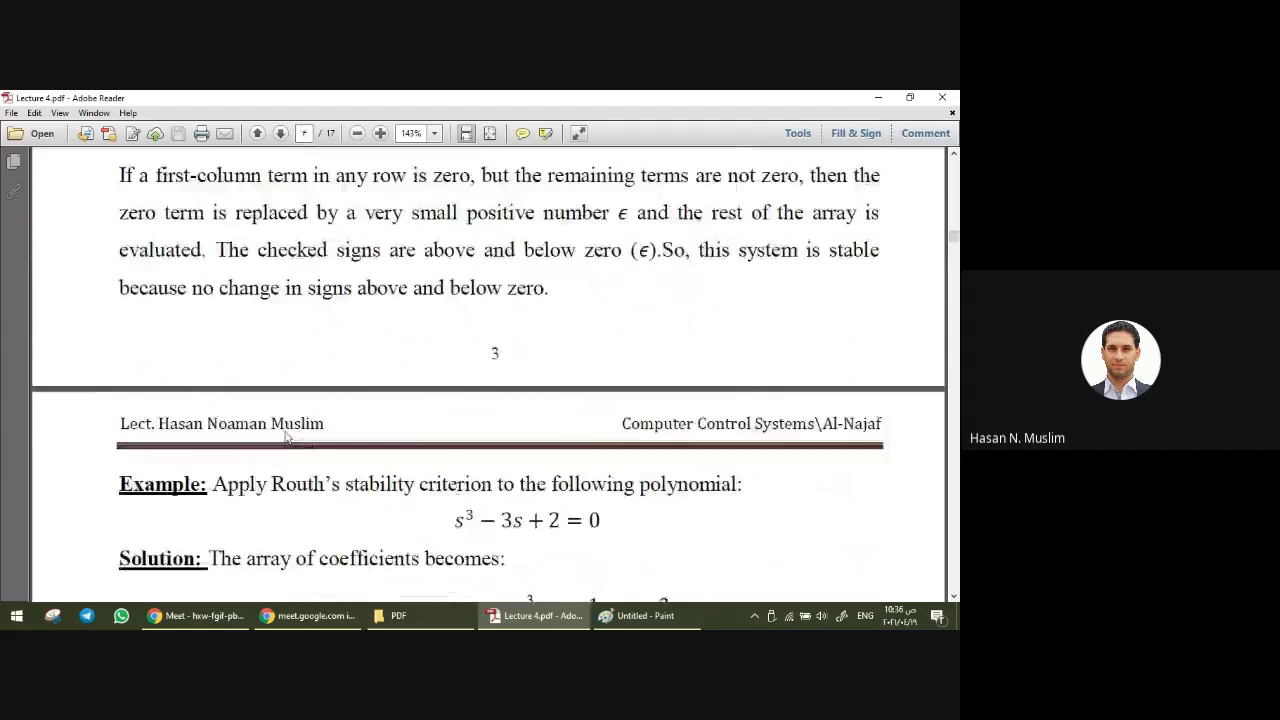 Lecture 4.pdf - Adobe Reader
File Edit View Window Help
Open
/ 17
143%
Tools
Fill & Sign
Comment
If a first-column term in any row is zero, but the remaining terms are not zero, then the
zero term is replaced by a very small positive number ϵ and the rest of the array is
evaluated. The checked signs are above and below zero (ϵ).So, this system is stable
because no change in signs above and below zero.
3
Lect. Hasan Noaman Muslim
Computer Control Systems\Al-Najaf
Example: Apply Routh's stability criterion to the following polynomial:
s³ − 3s + 2 = 0
Solution: The array of coefficients becomes:
Hasan N. Muslim
Meet - hxw-fgif-pb...
meet.google.com i...
PDF
Lecture 4.pdf - Ado...
Untitled - Paint
ENG
10:36 ص
٢٠٢١/٠٤/١٩